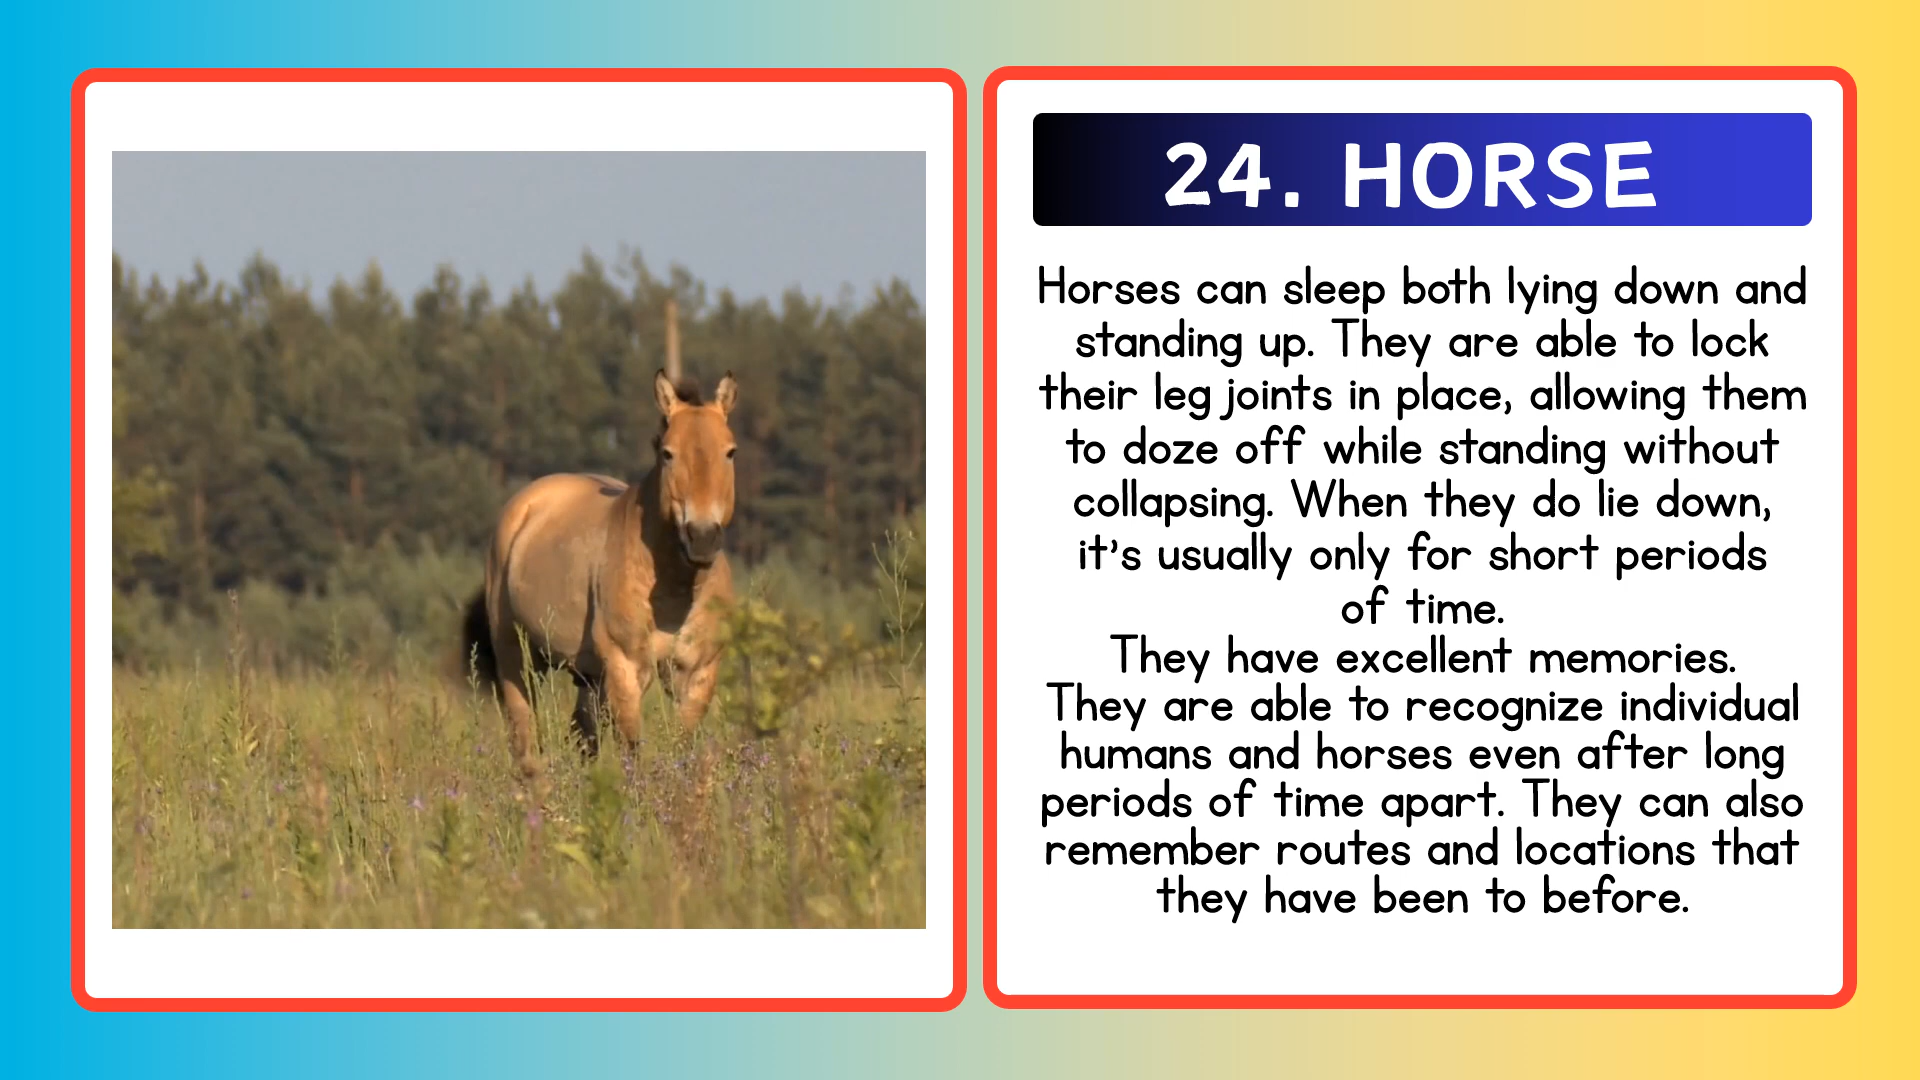 24. HORSE
Horses can sleep both lying down and
standing up. They are able to lock
their leg joints in place, allowing them
to doze off while standing without
collapsing. When they do lie down,
it's usually only for short periods
of time.
They have excellent memories.
They are able to recognize individual
humans and horses even after long
periods of time apart. They can also
remember routes and locations that
they have been to before.